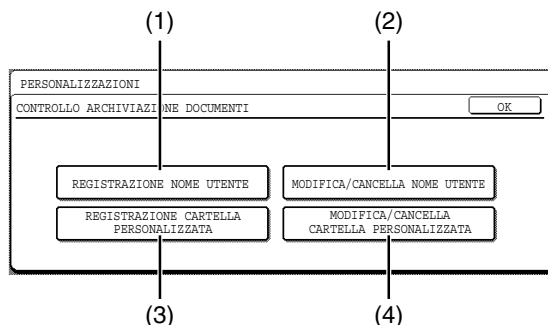 (1) (2)
PERSONALIZZAZIONI
CONTROLLO ARCHIVIAZIONE DOCUMENTI OK
REGISTRAZIONE NOME UTENTE MODIFICA/CANCELLA NOME UTENTE
REGISTRAZIONE CARTELLA
PERSONALIZZATA
MODIFICA/CANCELLA
CARTELLA PERSONALIZZATA
(3) (4)